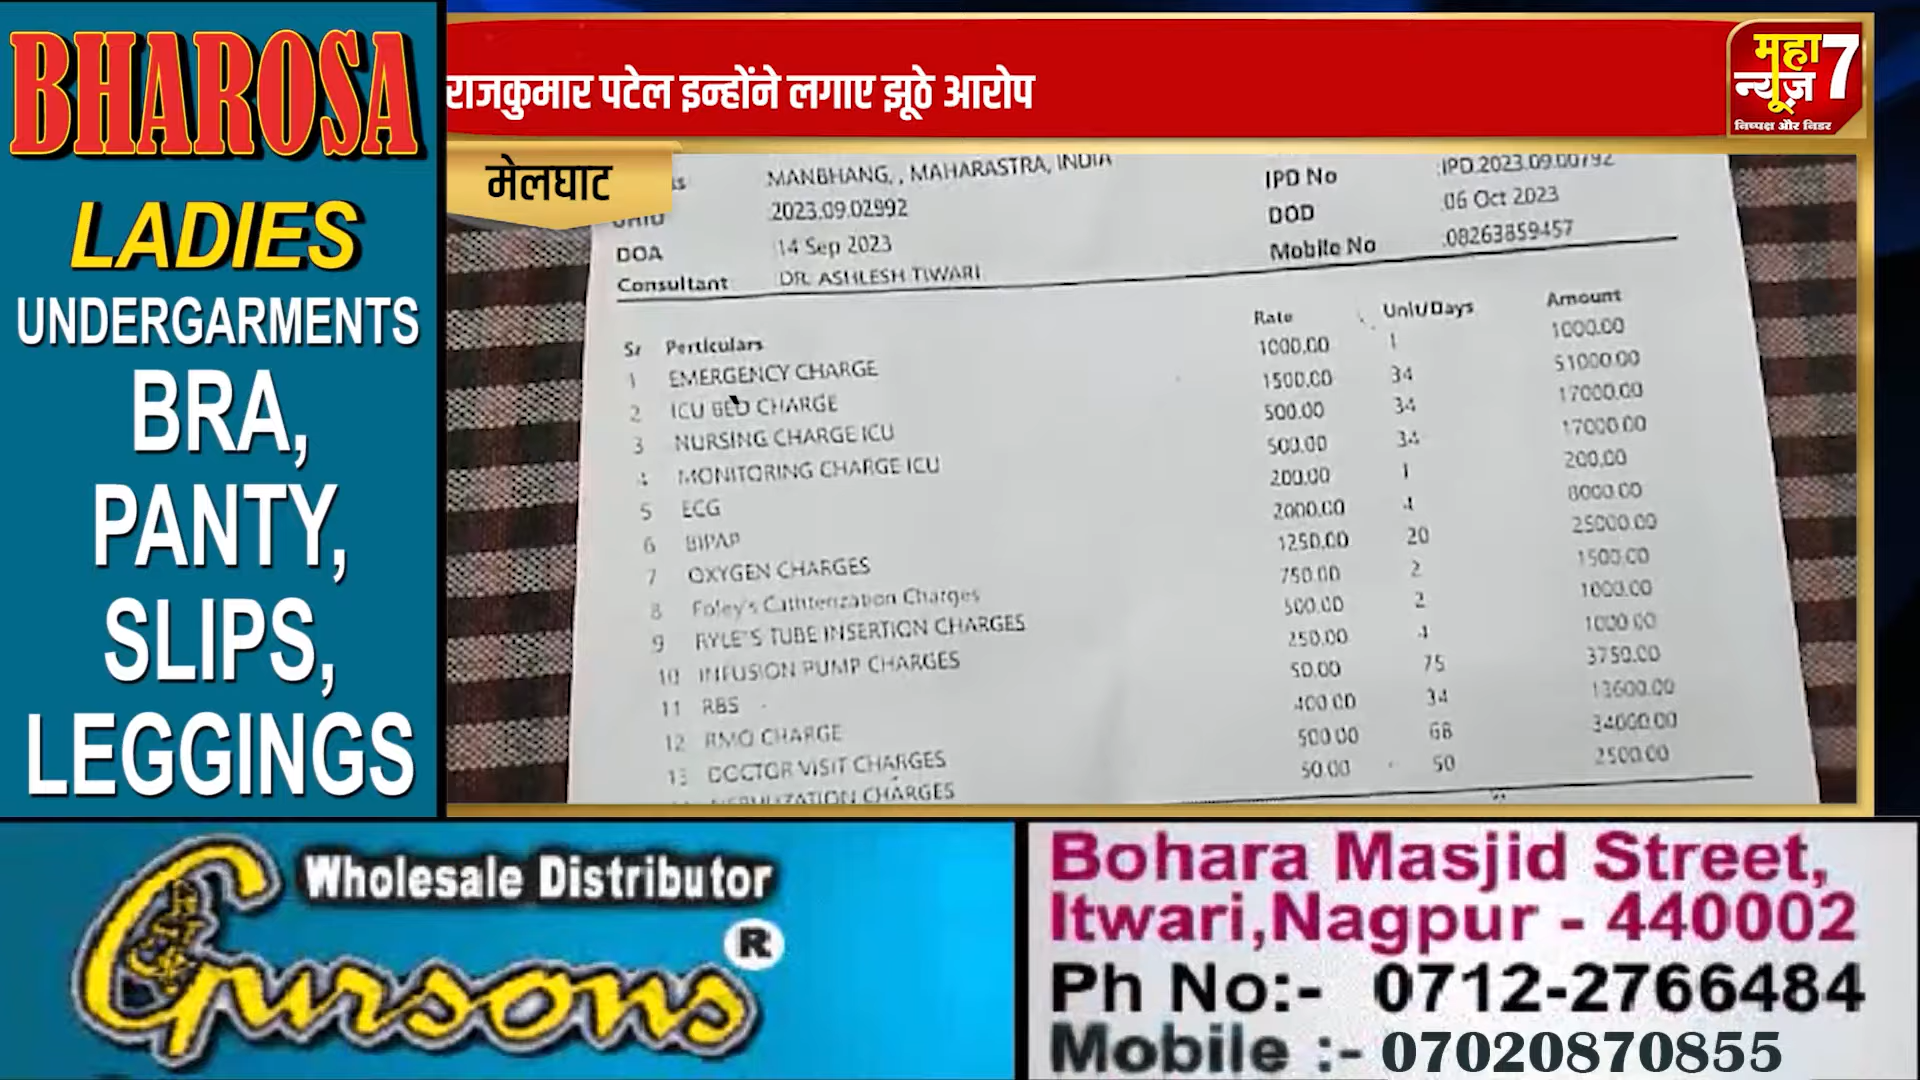 BHAROSA
LADIES
UNDERGARMENTS
BRA,
PANTY,
SLIPS,
LEGGINGS
राजकुमार पटेल इन्होंने लगाए झूठे आरोप
महा
न्यूज़ 7
निष्पक्ष और निडर
मेलघाट
MANBHANG, , MAHARASTRA, INDIA IPD No :IPD.2023.09.00792
2023.09.02992 DOD :06 Oct 2023
DOA :14 Sep 2023 Mobile No :08263859457
Consultant :DR. ASHLESH TIWARI
Sr Perticulars Rate Unit/Days Amount
1 EMERGENCY CHARGE 1000.00 1 1000.00
2 ICU BED CHARGE 1500.00 34 51000.00
3 NURSING CHARGE ICU 500.00 34 17000.00
4 MONITORING CHARGE ICU 500.00 34 17000.00
5 ECG 200.00 1 200.00
6 BIPAP 2000.00 4 8000.00
7 OXYGEN CHARGES 1250.00 20 25000.00
8 Foley's Cathterization Charges 750.00 2 1500.00
9 RYLE'S TUBE INSERTION CHARGES 500.00 2 1000.00
10 INFUSION PUMP CHARGES 250.00 4 1000.00
11 RBS 50.00 75 3750.00
12 RMO CHARGE 400.00 34 13600.00
13 DOCTOR VISIT CHARGES 500.00 68 34000.00
CHARGES 50.00 50 2500.00
Wholesale Distributor
Gursons ®
Bohara Masjid Street,
Itwari,Nagpur - 440002
Ph No:- 0712-2766484
Mobile :- 07020870855